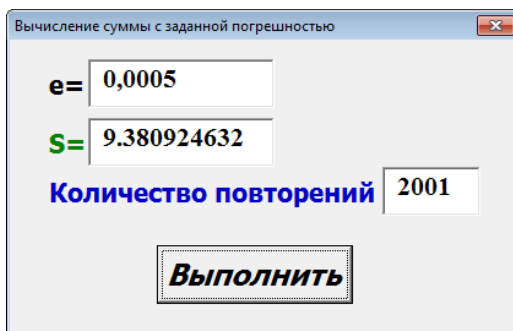 Вычисление суммы с заданной погрешностью
e= 0,0005
S= 9.380924632
Количество повторений 2001
Выполнить